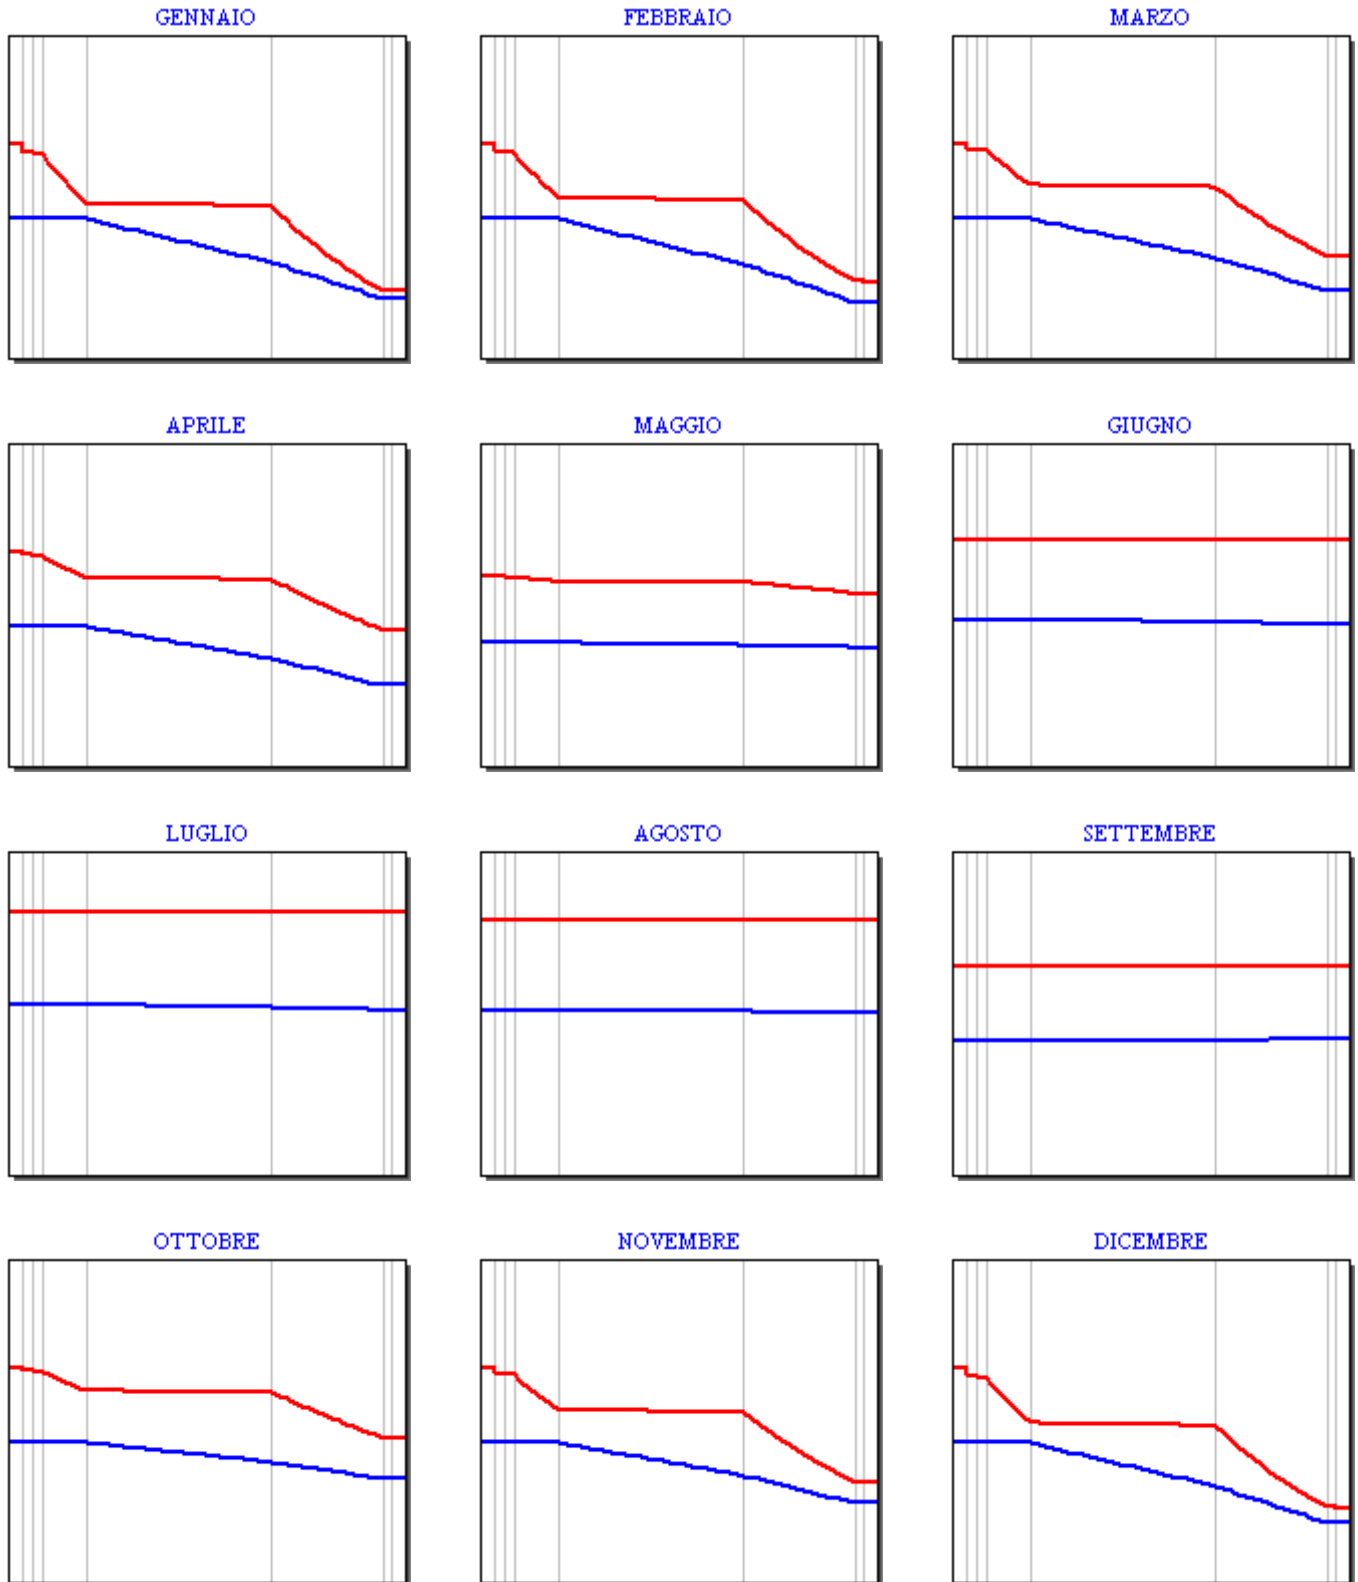 GENNAIO
FEBBRAIO
MARZO
APRILE
MAGGIO
GIUGNO
LUGLIO
AGOSTO
SETTEMBRE
OTTOBRE
NOVEMBRE
DICEMBRE